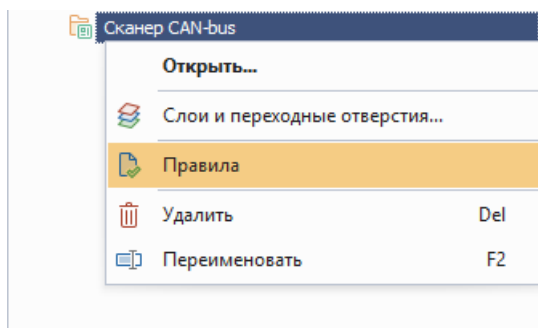 Сканер CAN-bus
Открыть...
Слои и переходные отверстия...
Правила
Удалить Del
Переименовать F2